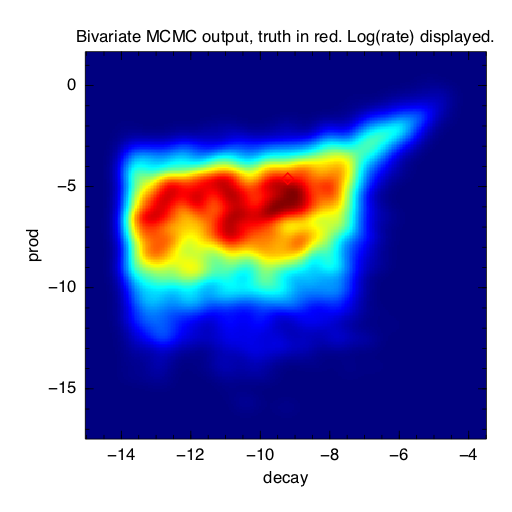 Bivariate MCMC output, truth in red. Log(rate) displayed.
0
−5
−10
−15
prod
−14 −12 −10 −8 −6 −4
decay